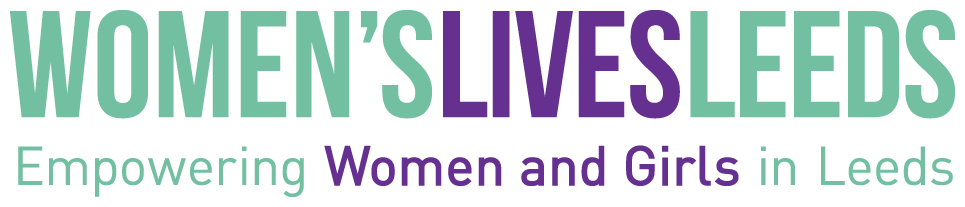 WOMEN'SLIVESLEEDS
Empowering Women and Girls in Leeds